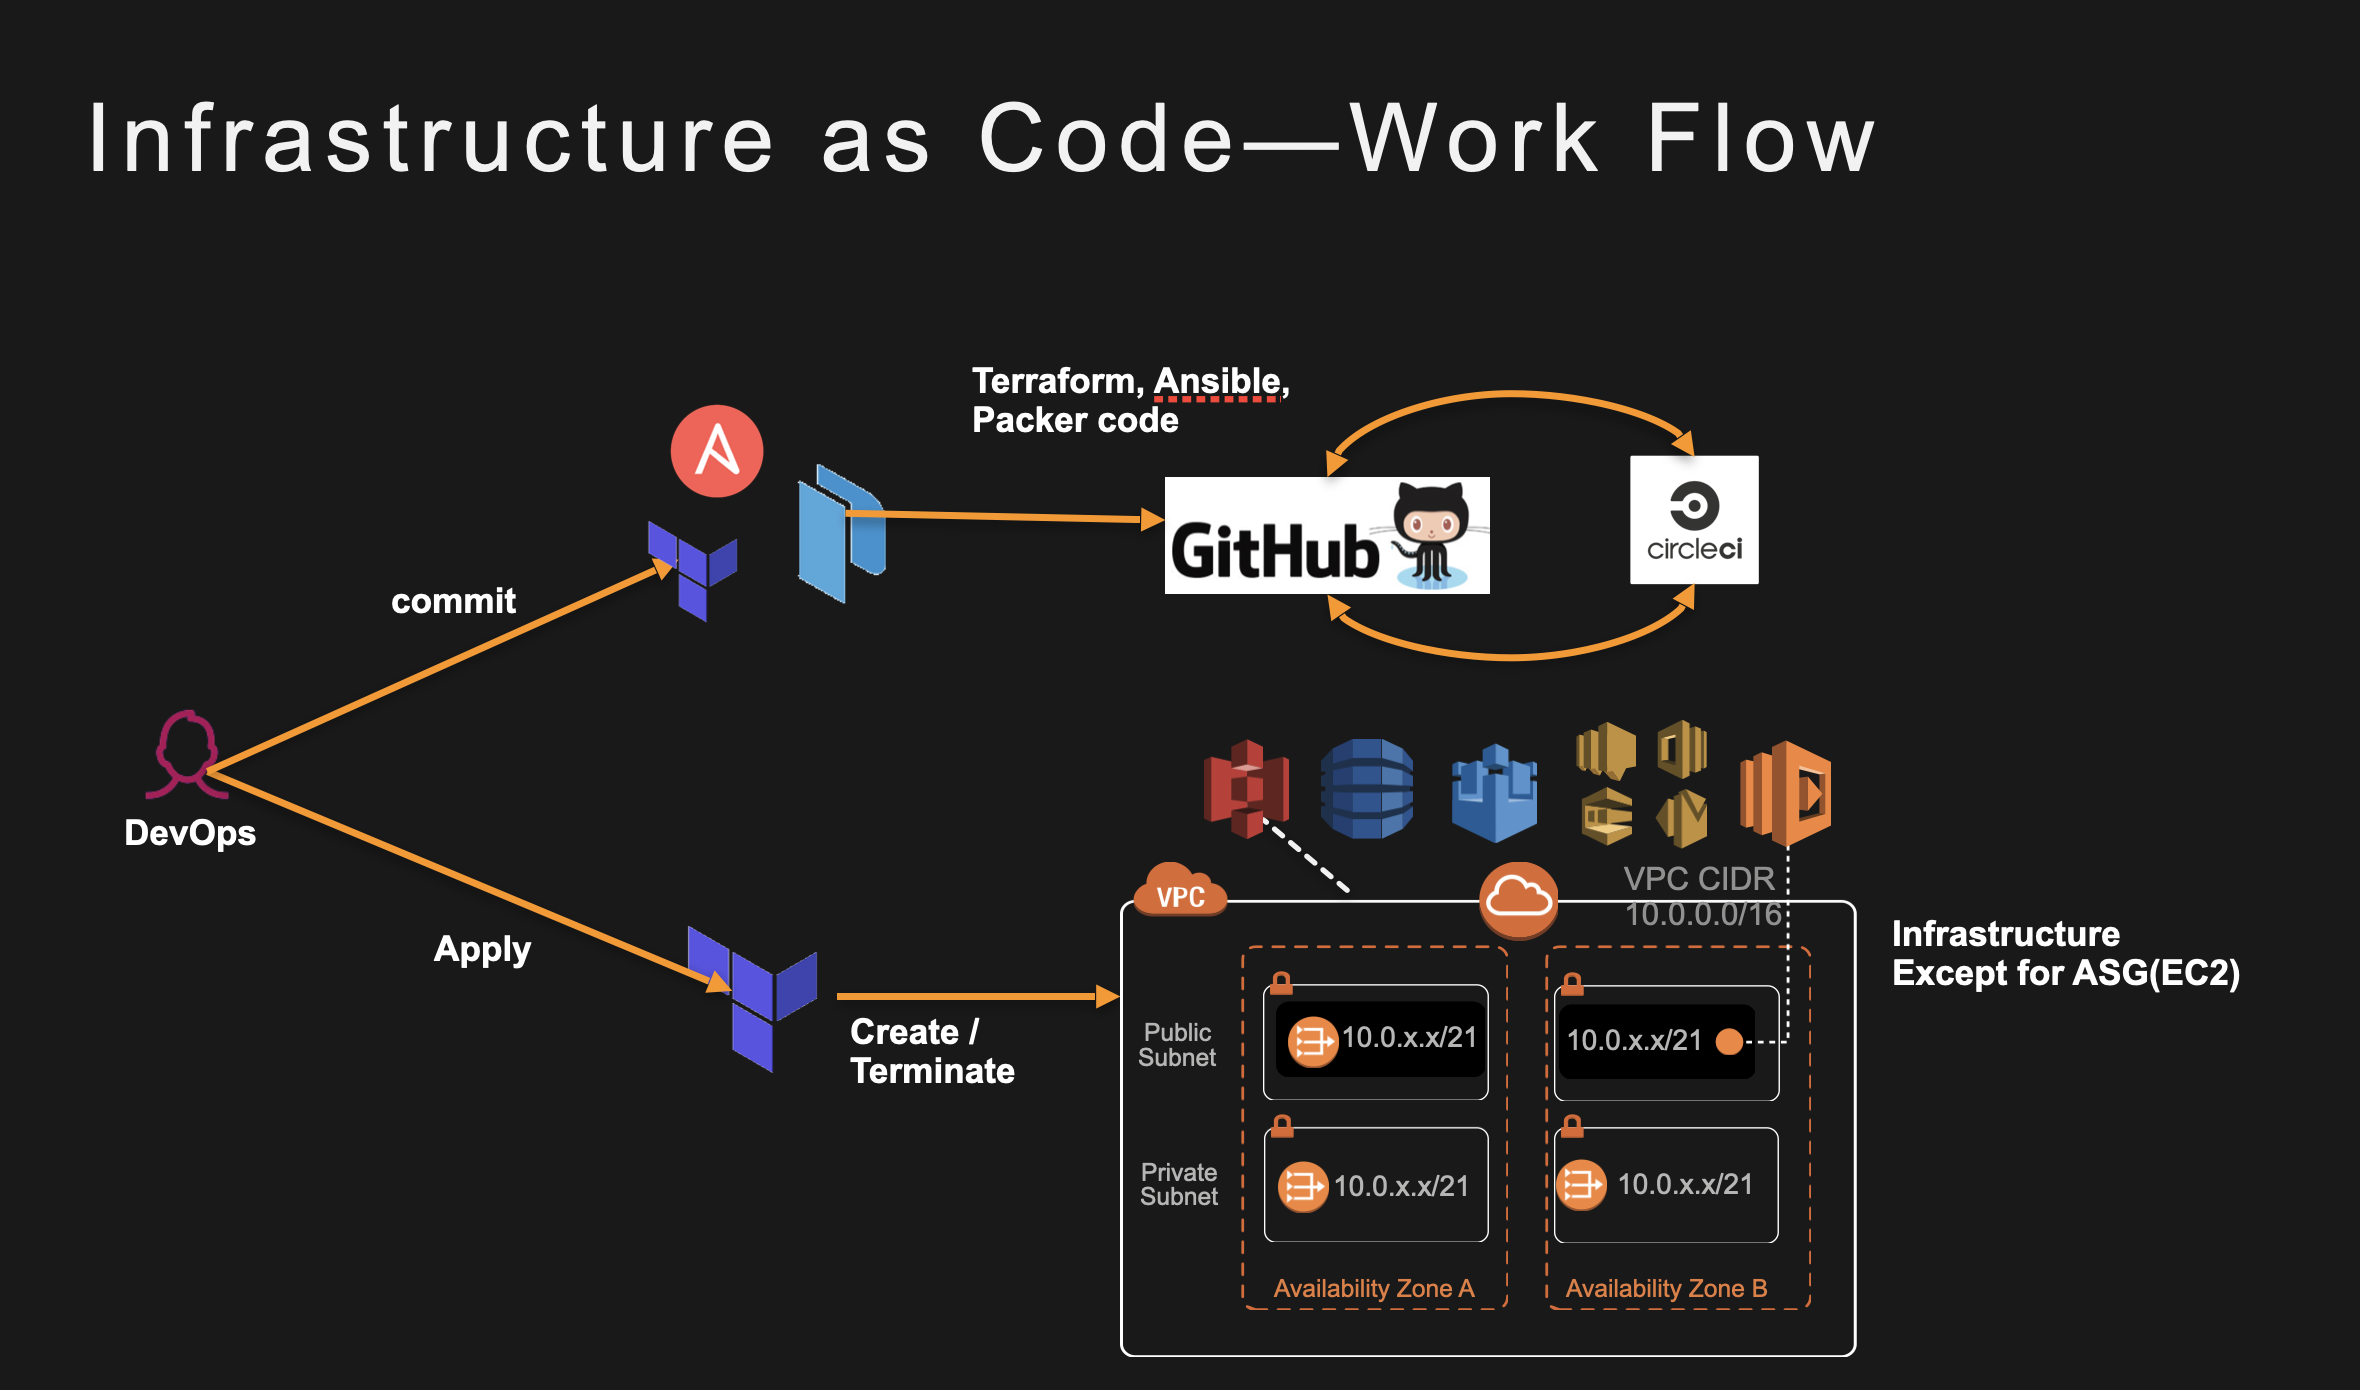 Infrastructure as Code—Work Flow
Terraform, Ansible,
Packer code
GitHub
circleci
commit
DevOps
Apply
Create /
Terminate
VPC
VPC CIDR
10.0.0.0/16
Infrastructure
Except for ASG(EC2)
Public
Subnet
10.0.x.x/21
10.0.x.x/21
Private
Subnet
10.0.x.x/21
10.0.x.x/21
Availability Zone A
Availability Zone B